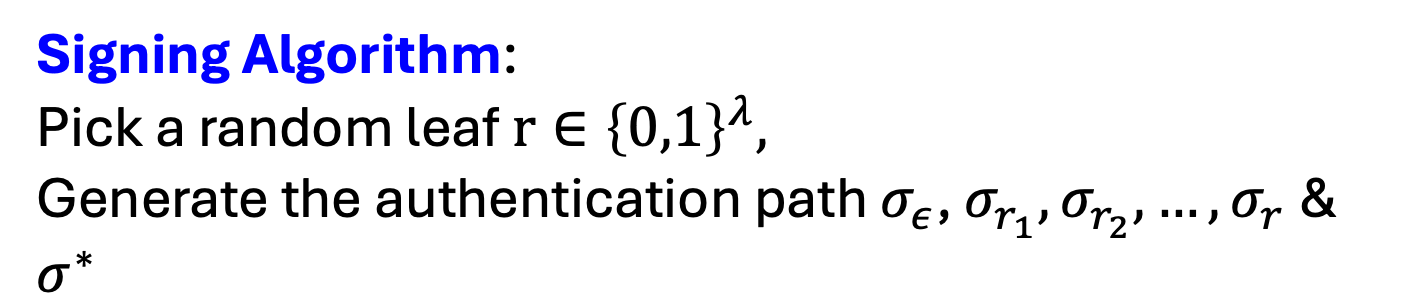 Signing Algorithm:
Pick a random leaf r ∈ {0,1}^λ,
Generate the authentication path σ_ϵ, σ_{r_1}, σ_{r_2}, …, σ_r &
σ*